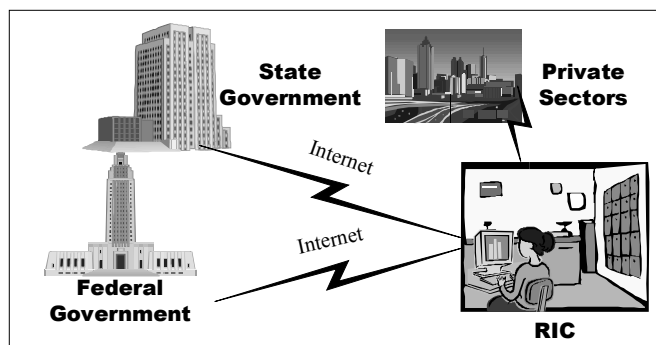 State
Government
Private
Sectors
Internet
Internet
Federal
Government
RIC